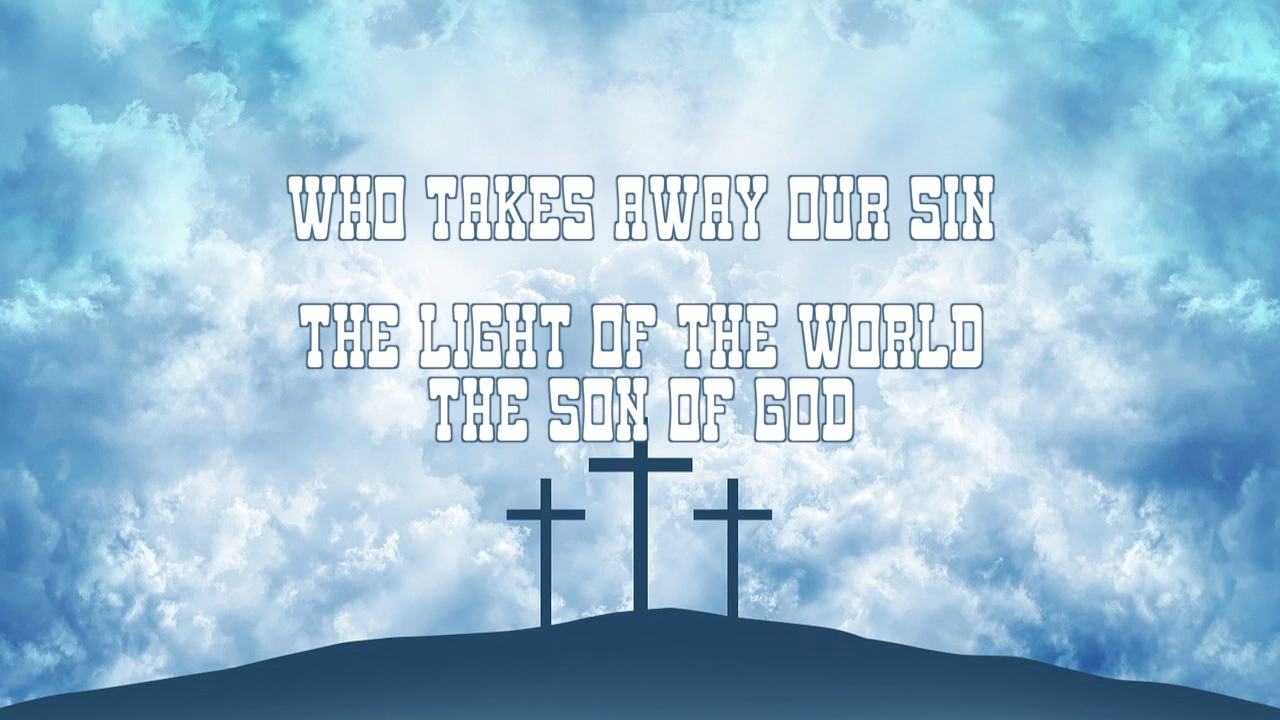 WHO TAKES AWAY OUR SIN
THE LIGHT OF THE WORLD
THE SON OF GOD